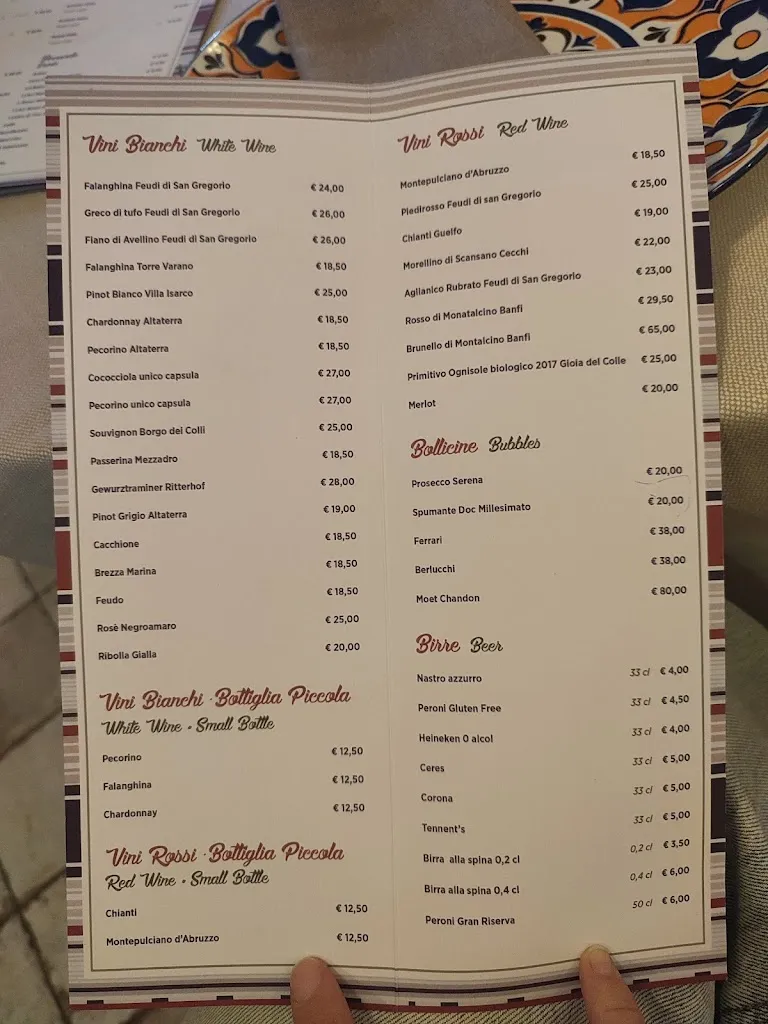 Vini Bianchi White Wine
Falanghina Feudi di San Gregorio € 24,00
Greco di tufo Feudi di San Gregorio € 26,00
Fiano di Avellino Feudi di San Gregorio € 26,00
Falanghina Torre Varano € 18,50
Pinot Bianco Villa Isarco € 25,00
Chardonnay Altaterra € 18,50
Pecorino Altaterra € 18,50
Cococciola unico capsula € 27,00
Pecorino unico capsula € 27,00
Souvignon Borgo dei Colli € 25,00
Passerina Mezzadro € 18,50
Gewurztraminer Ritterhof € 28,00
Pinot Grigio Altaterra € 19,00
Cacchione € 18,50
Brezza Marina € 18,50
Feudo € 18,50
Rosè Negroamaro € 25,00
Ribolla Gialla € 20,00
Vini Bianchi · Bottiglia Piccola
White Wine • Small Bottle
Pecorino € 12,50
Falanghina € 12,50
Chardonnay € 12,50
Vini Rossi · Bottiglia Piccola
Red Wine • Small Bottle
Chianti € 12,50
Montepulciano d'Abruzzo € 12,50
Vini Rossi Red Wine
Montepulciano d'Abruzzo € 18,50
Piedirosso Feudi di san Gregorio € 25,00
Chianti Guelfo € 19,00
Morellino di Scansano Cecchi € 22,00
Aglianico Rubrato Feudi di San Gregorio € 23,00
Rosso di Monatalcino Banfi € 29,50
Brunello di Montalcino Banfi € 65,00
Primitivo Ognisole biologico 2017 Gioia del Colle € 25,00
Merlot € 20,00
Bollicine Bubbles
Prosecco Serena € 20,00
Spumante Doc Millesimato € 20,00
Ferrari € 38,00
Berlucchi € 38,00
Moet Chandon € 80,00
Birre Beer
Nastro azzurro 33 cl € 4,00
Peroni Gluten Free 33 cl € 4,50
Heineken 0 alcol 33 cl € 4,00
Ceres 33 cl € 5,00
Corona 33 cl € 5,00
Tennent's 33 cl € 5,00
Birra alla spina 0,2 cl 0,2 cl € 3,50
Birra alla spina 0,4 cl 0,4 cl € 6,00
Peroni Gran Riserva 50 cl € 6,00